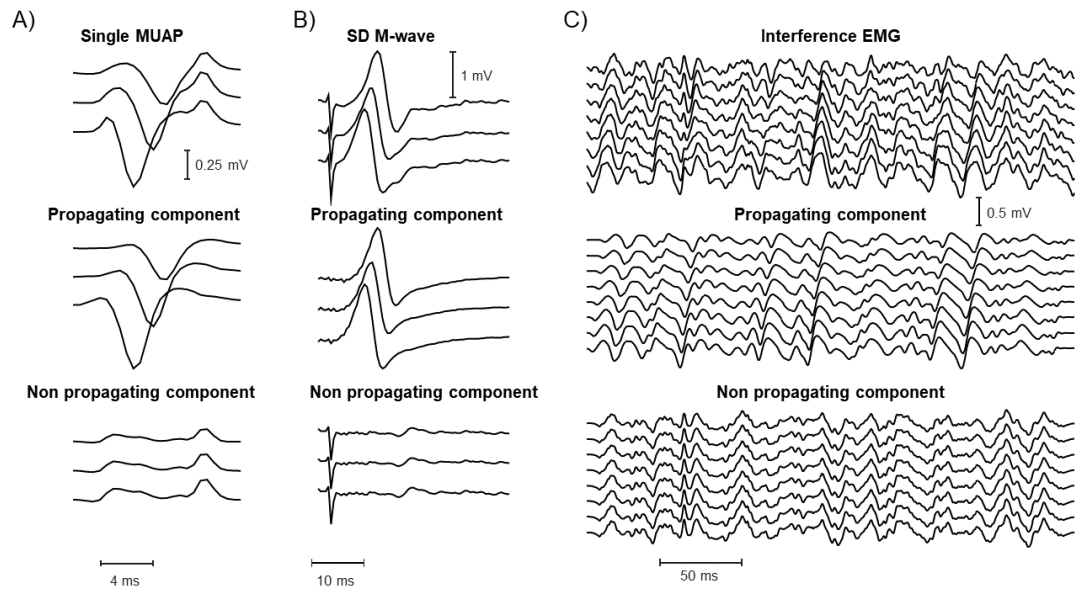 A)
Single MUAP
0.25 mV
Propagating component
Non propagating component
4 ms
B)
SD M-wave
1 mV
Propagating component
Non propagating component
10 ms
C)
Interference EMG
0.5 mV
Propagating component
Non propagating component
50 ms